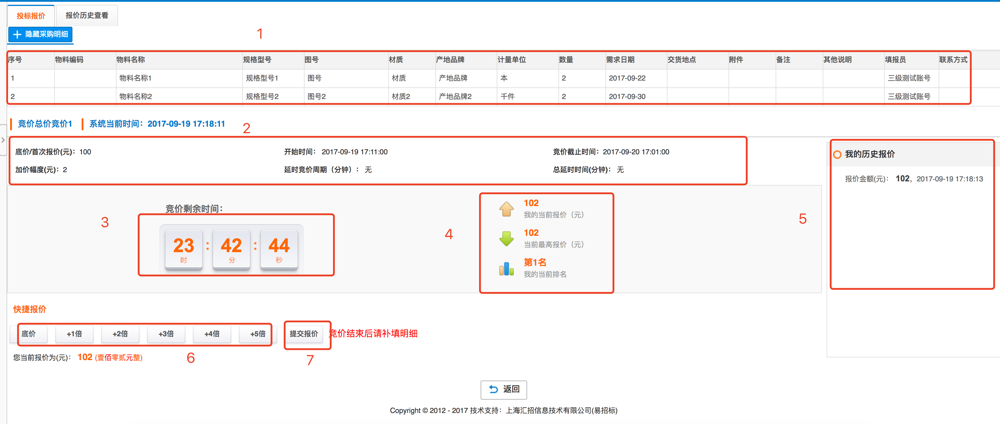 投标报价 报价历史查看
隐藏采购明细
1
序号 物料编码 物料名称 规格型号 图号 材质 产地品牌 计量单位 数量 需求日期 交货地点 附件 备注 其他说明 填报员 联系方式
1 物料名称1 规格型号1 图号 材质 产地品牌 本 2 2017-09-22 三级测试账号
2 物料名称2 规格型号2 图号2 材质2 产地品牌2 千件 2 2017-09-30 三级测试账号
竞价总价竞价1 系统当前时间：2017-09-19 17:18:11
2
底价/首次报价(元)：100 开始时间： 2017-09-19 17:11:00 竞价截止时间：2017-09-20 17:01:00
加价幅度(元)：2 延时竞价周期（分钟）： 无 总延时时间(分钟)： 无
我的历史报价
报价金额(元)： 102，2017-09-19 17:18:13
竞价剩余时间：
3
23 : 42 : 44
时 分 秒
4
102
我的当前报价（元）
102
当前最高报价（元）
第1名
我的当前排名
5
快捷报价
底价 +1倍 +2倍 +3倍 +4倍 +5倍 提交报价 竞价结束后请补填明细
您当前报价为(元)： 102 (壹佰零贰元整)
6
7
返回
Copyright © 2012 - 2017 技术支持：上海汇招信息技术有限公司(易招标)